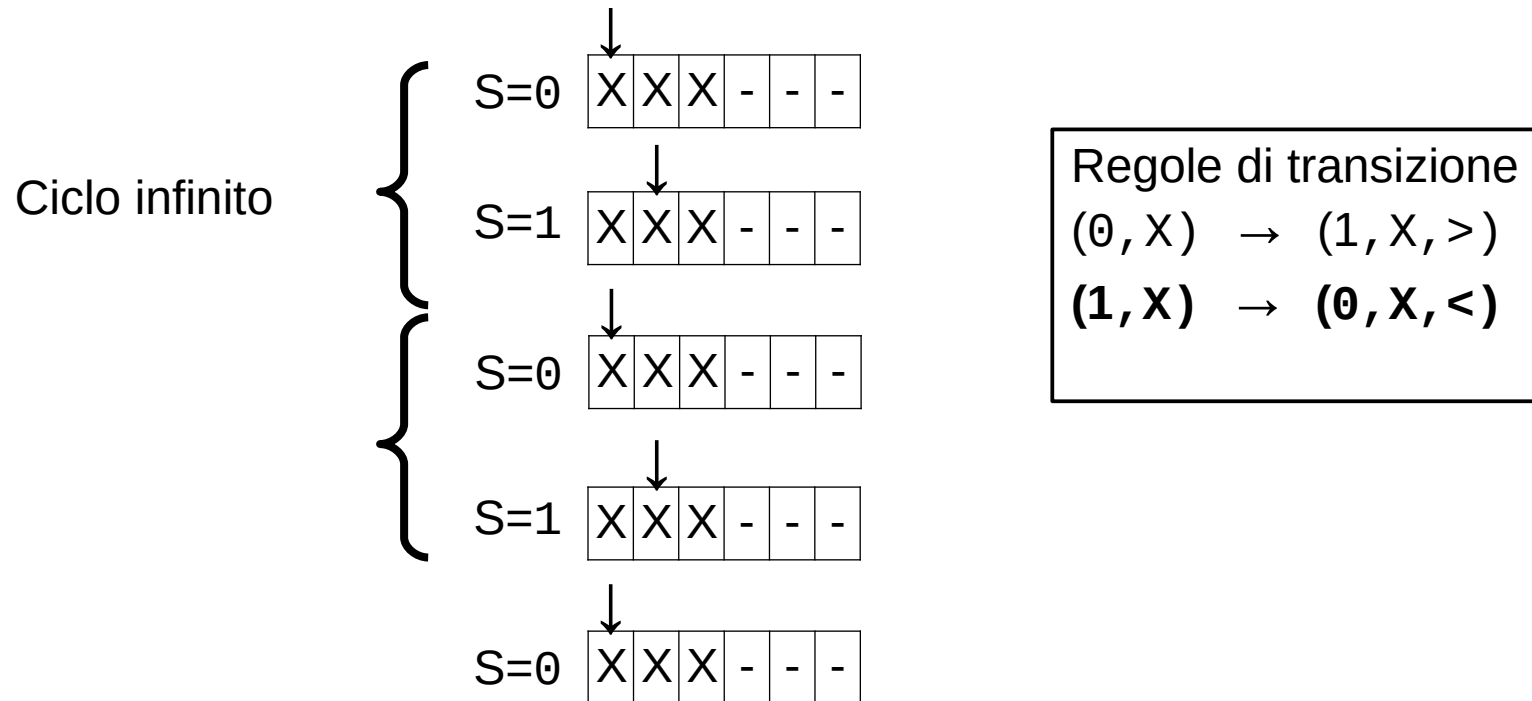 ↓
S=0 X X X - - -
↓
Ciclo infinito
S=1 X X X - - -
↓
S=0 X X X - - -
↓
S=1 X X X - - -
↓
S=0 X X X - - -
Regole di transizione
(0,X) → (1,X,>)
(1,X) → (0,X,<)